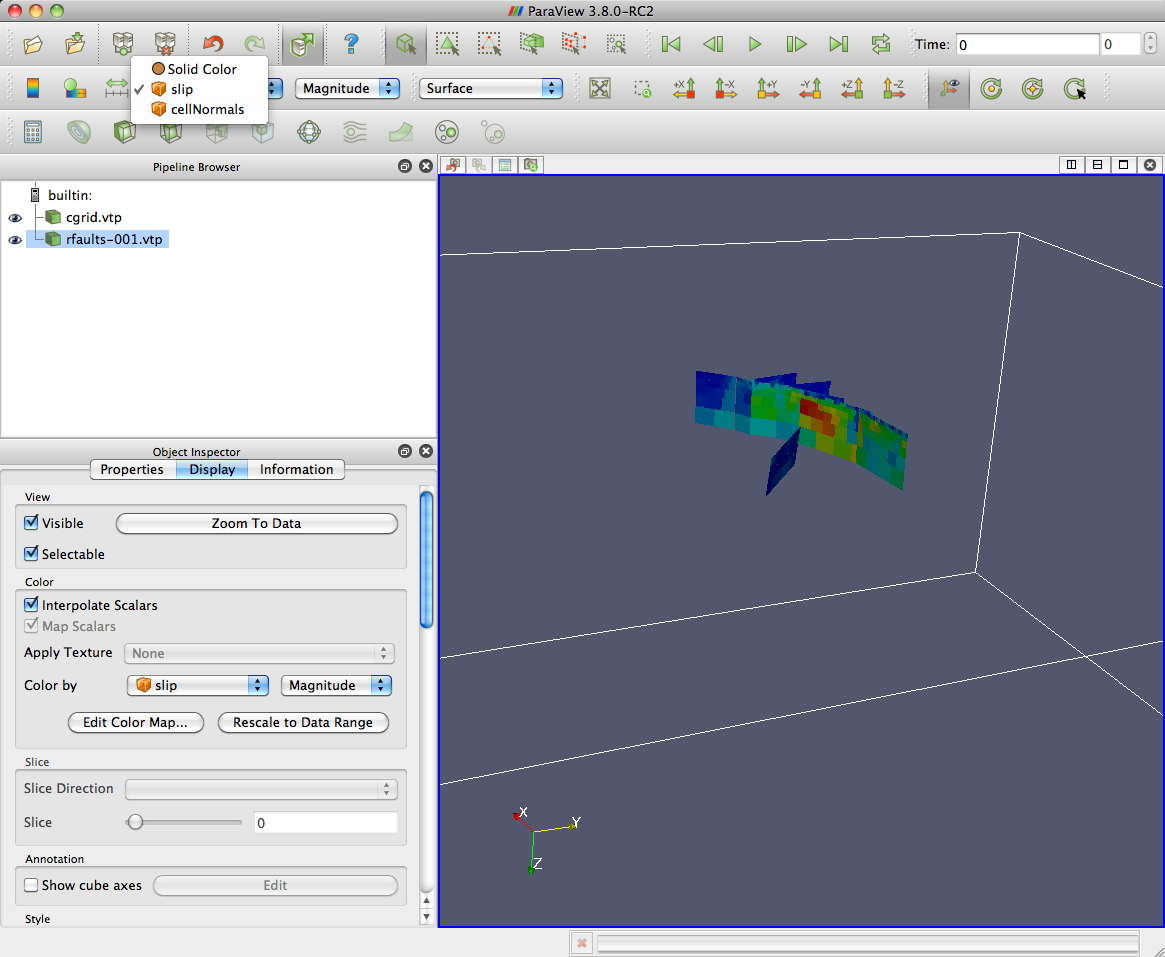 ParaView 3.8.0-RC2
? Time: 0 0
Solid Color
✓ slip
cellNormals
Magnitude Surface
+X -X +Y -Y +Z -Z
Pipeline Browser
builtin:
cgrid.vtp
rfaults-001.vtp
Object Inspector
Properties Display Information
View
Visible Zoom To Data
Selectable
Color
Interpolate Scalars
Map Scalars
Apply Texture None
Color by slip Magnitude
Edit Color Map... Rescale to Data Range
Slice
Slice Direction
Slice 0
Annotation
Show cube axes Edit
Style
X
Y
Z